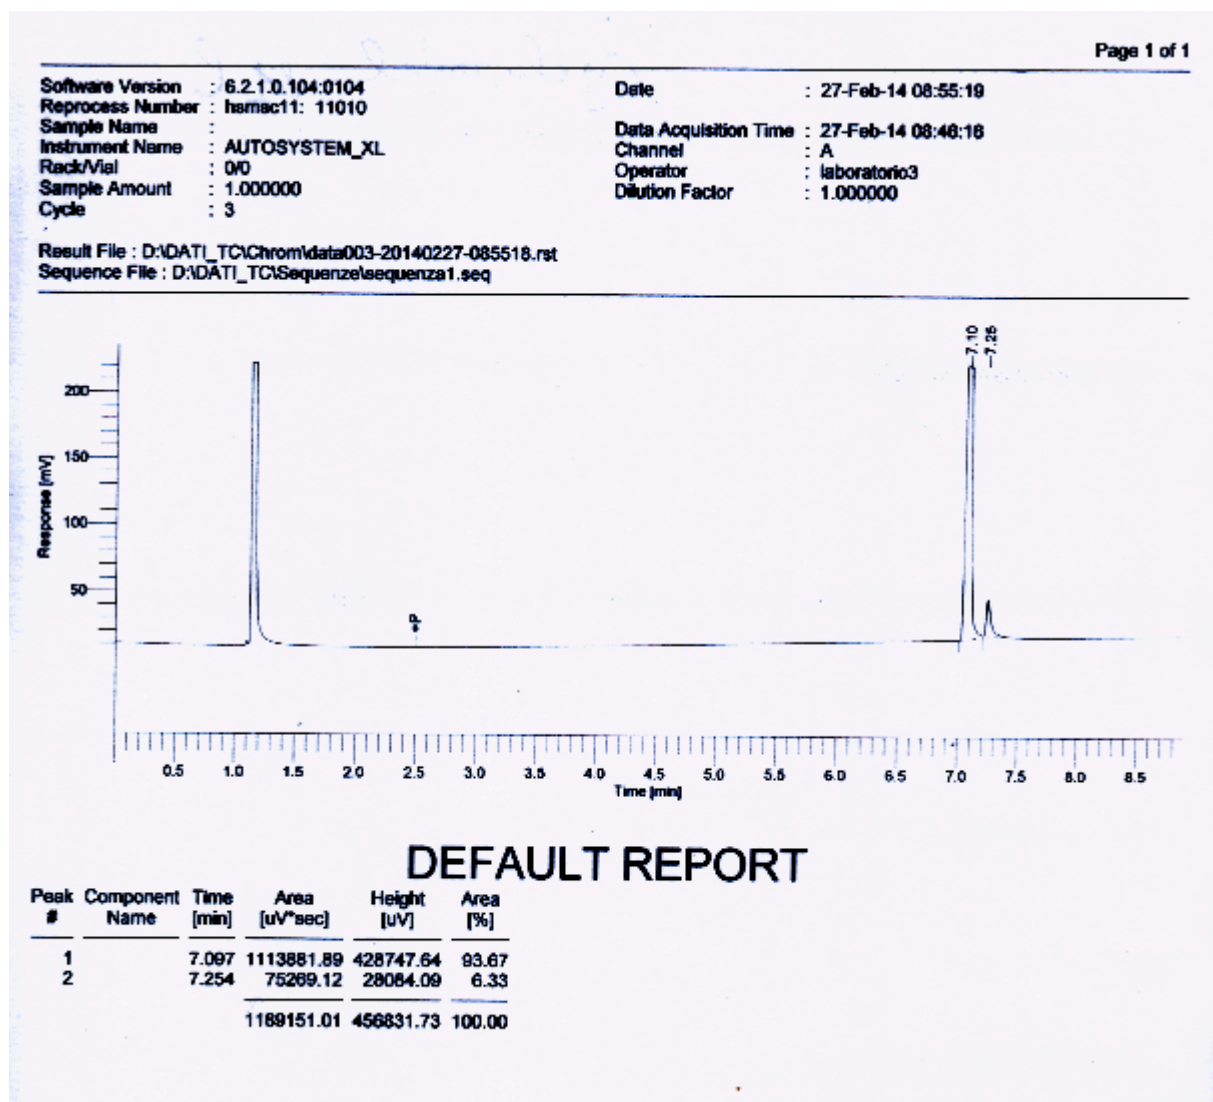 Page 1 of 1
Software Version : 6.2.1.0.104:0104
Reprocess Number : hsmsc11: 11010
Sample Name :
Instrument Name : AUTOSYSTEM_XL
Rack/Vial : 0/0
Sample Amount : 1.000000
Cycle : 3
Date : 27-Feb-14 08:55:19
Data Acquisition Time : 27-Feb-14 08:46:16
Channel : A
Operator : laboratorio3
Dilution Factor : 1.000000
Result File : D:\DATI_TC\Chrom\data003-20140227-085518.rst
Sequence File : D:\DATI_TC\Sequenze\sequenza1.seq
7.10
7.25
200
150
100
50
Response [mV]
+P
0.5 1.0 1.5 2.0 2.5 3.0 3.5 4.0 4.5 5.0 5.5 6.0 6.5 7.0 7.5 8.0 8.5
Time [min]
DEFAULT REPORT
Peak Component Time Area Height Area
# Name [min] [uV*sec] [uV] [%]
1 7.097 1113881.89 428747.64 93.67
2 7.254 75269.12 28084.09 6.33
1189151.01 456831.73 100.00